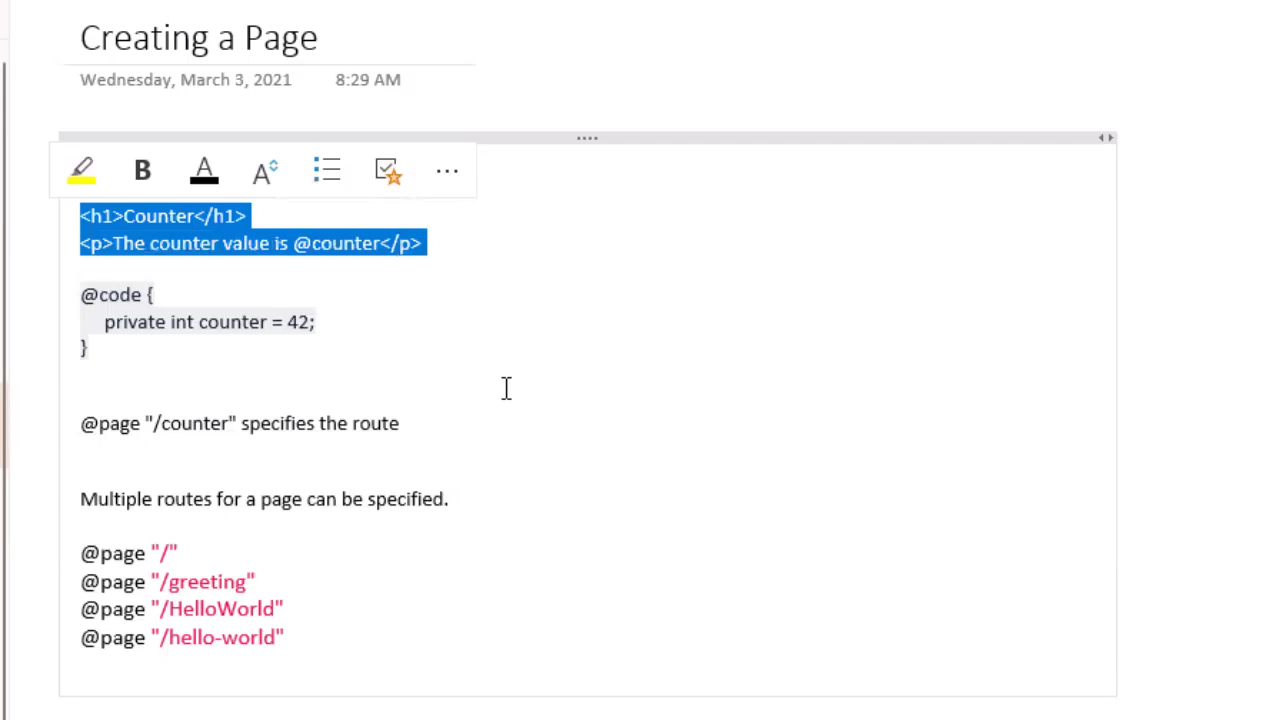 Creating a Page
Wednesday, March 3, 2021 8:29 AM
B A A
<h1>Counter</h1>
<p>The counter value is @counter</p>
@code {
private int counter = 42;
}
@page "/counter" specifies the route
Multiple routes for a page can be specified.
@page "/"
@page "/greeting"
@page "/HelloWorld"
@page "/hello-world"